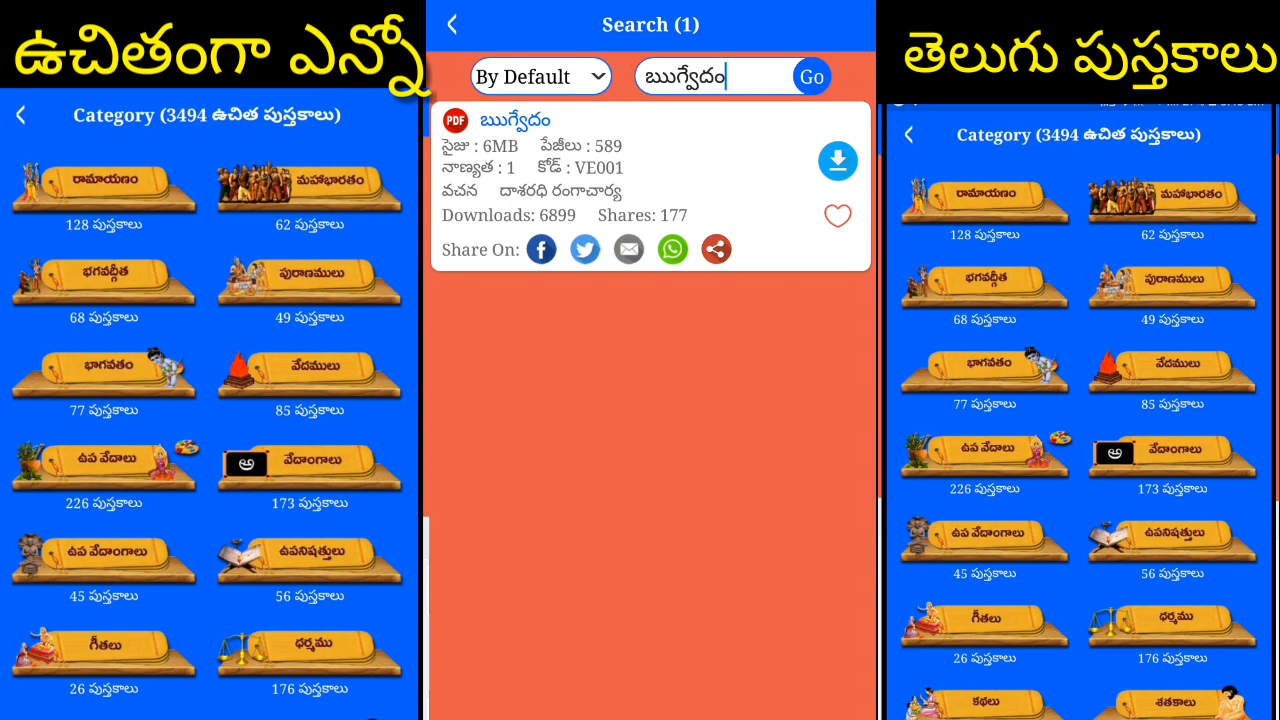 ఉచితంగా ఎన్నో
Category (3494 ఉచిత పుస్తకాలు)
రామాయణం మహాభారతం
128 పుస్తకాలు 62 పుస్తకాలు
భగవద్గీత పురాణములు
68 పుస్తకాలు 49 పుస్తకాలు
భాగవతం వేదములు
77 పుస్తకాలు 85 పుస్తకాలు
ఉప వేదాలు అ వేదాంగాలు
226 పుస్తకాలు 173 పుస్తకాలు
ఉప వేదాంగాలు ఉపనిషత్తులు
45 పుస్తకాలు 56 పుస్తకాలు
గీతలు ధర్మము
26 పుస్తకాలు 176 పుస్తకాలు
Search (1)
By Default ఋగ్వేదం Go
PDF ఋగ్వేదం
సైజు : 6MB పేజీలు : 589
నాణ్యత : 1 కోడ్ : VE001
వచన దాశరధి రంగాచార్య
Downloads: 6899 Shares: 177
Share On:
తెలుగు పుస్తకాలు
Category (3494 ఉచిత పుస్తకాలు)
రామాయణం మహాభారతం
128 పుస్తకాలు 62 పుస్తకాలు
భగవద్గీత పురాణములు
68 పుస్తకాలు 49 పుస్తకాలు
భాగవతం వేదములు
77 పుస్తకాలు 85 పుస్తకాలు
ఉప వేదాలు అ వేదాంగాలు
226 పుస్తకాలు 173 పుస్తకాలు
ఉప వేదాంగాలు ఉపనిషత్తులు
45 పుస్తకాలు 56 పుస్తకాలు
గీతలు ధర్మము
26 పుస్తకాలు 176 పుస్తకాలు
కథలు శతకాలు